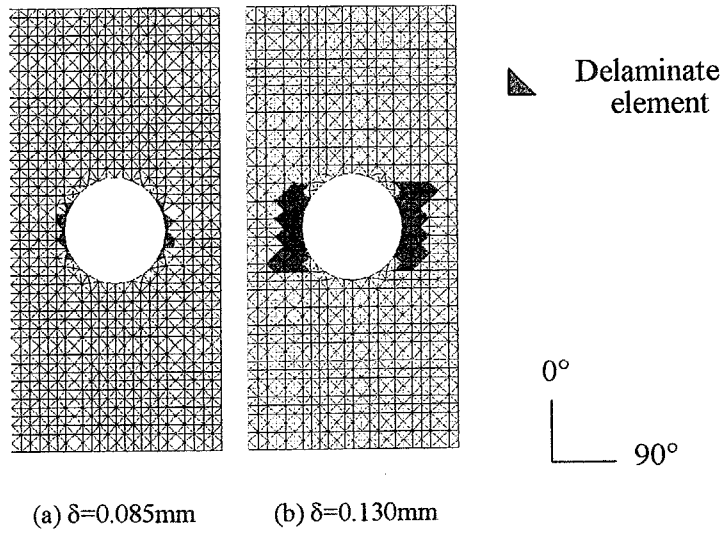 Delaminate
element
0°
90°
(a) δ=0.085mm
(b) δ=0.130mm